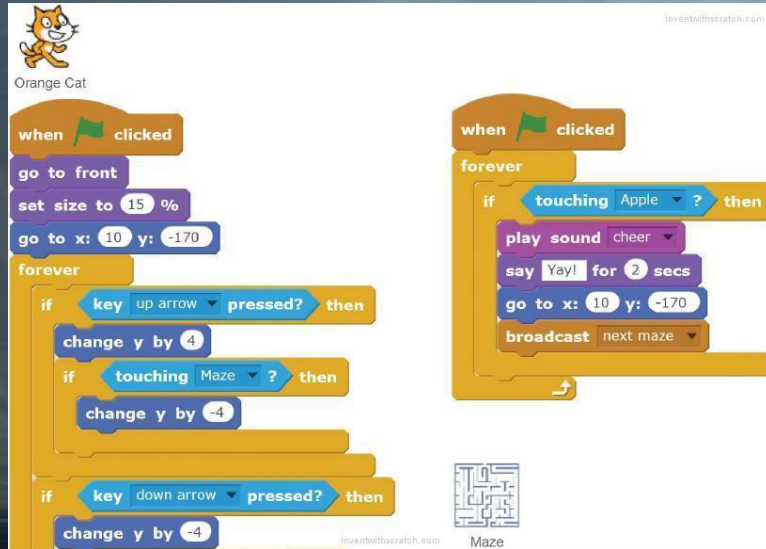 inventwithscratch.com
Orange Cat
when clicked
go to front
set size to 15 %
go to x: 10 y: -170
forever
if key up arrow pressed? then
change y by 4
if touching Maze ? then
change y by -4
if key down arrow pressed? then
change y by -4
when clicked
forever
if touching Apple ? then
play sound cheer
say Yay! for 2 secs
go to x: 10 y: -170
broadcast next maze
inventwithscratch.com
Maze